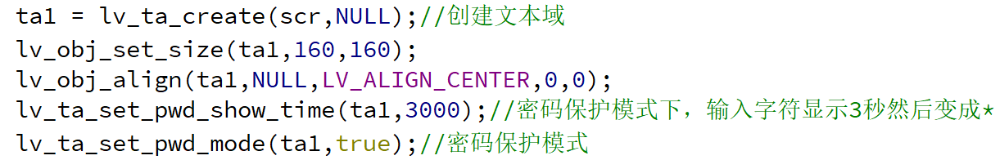 ta1 = lv_ta_create(scr,NULL);//创建文本域
lv_obj_set_size(ta1,160,160);
lv_obj_align(ta1,NULL,LV_ALIGN_CENTER,0,0);
lv_ta_set_pwd_show_time(ta1,3000);//密码保护模式下，输入字符显示3秒然后变成*
lv_ta_set_pwd_mode(ta1,true);//密码保护模式